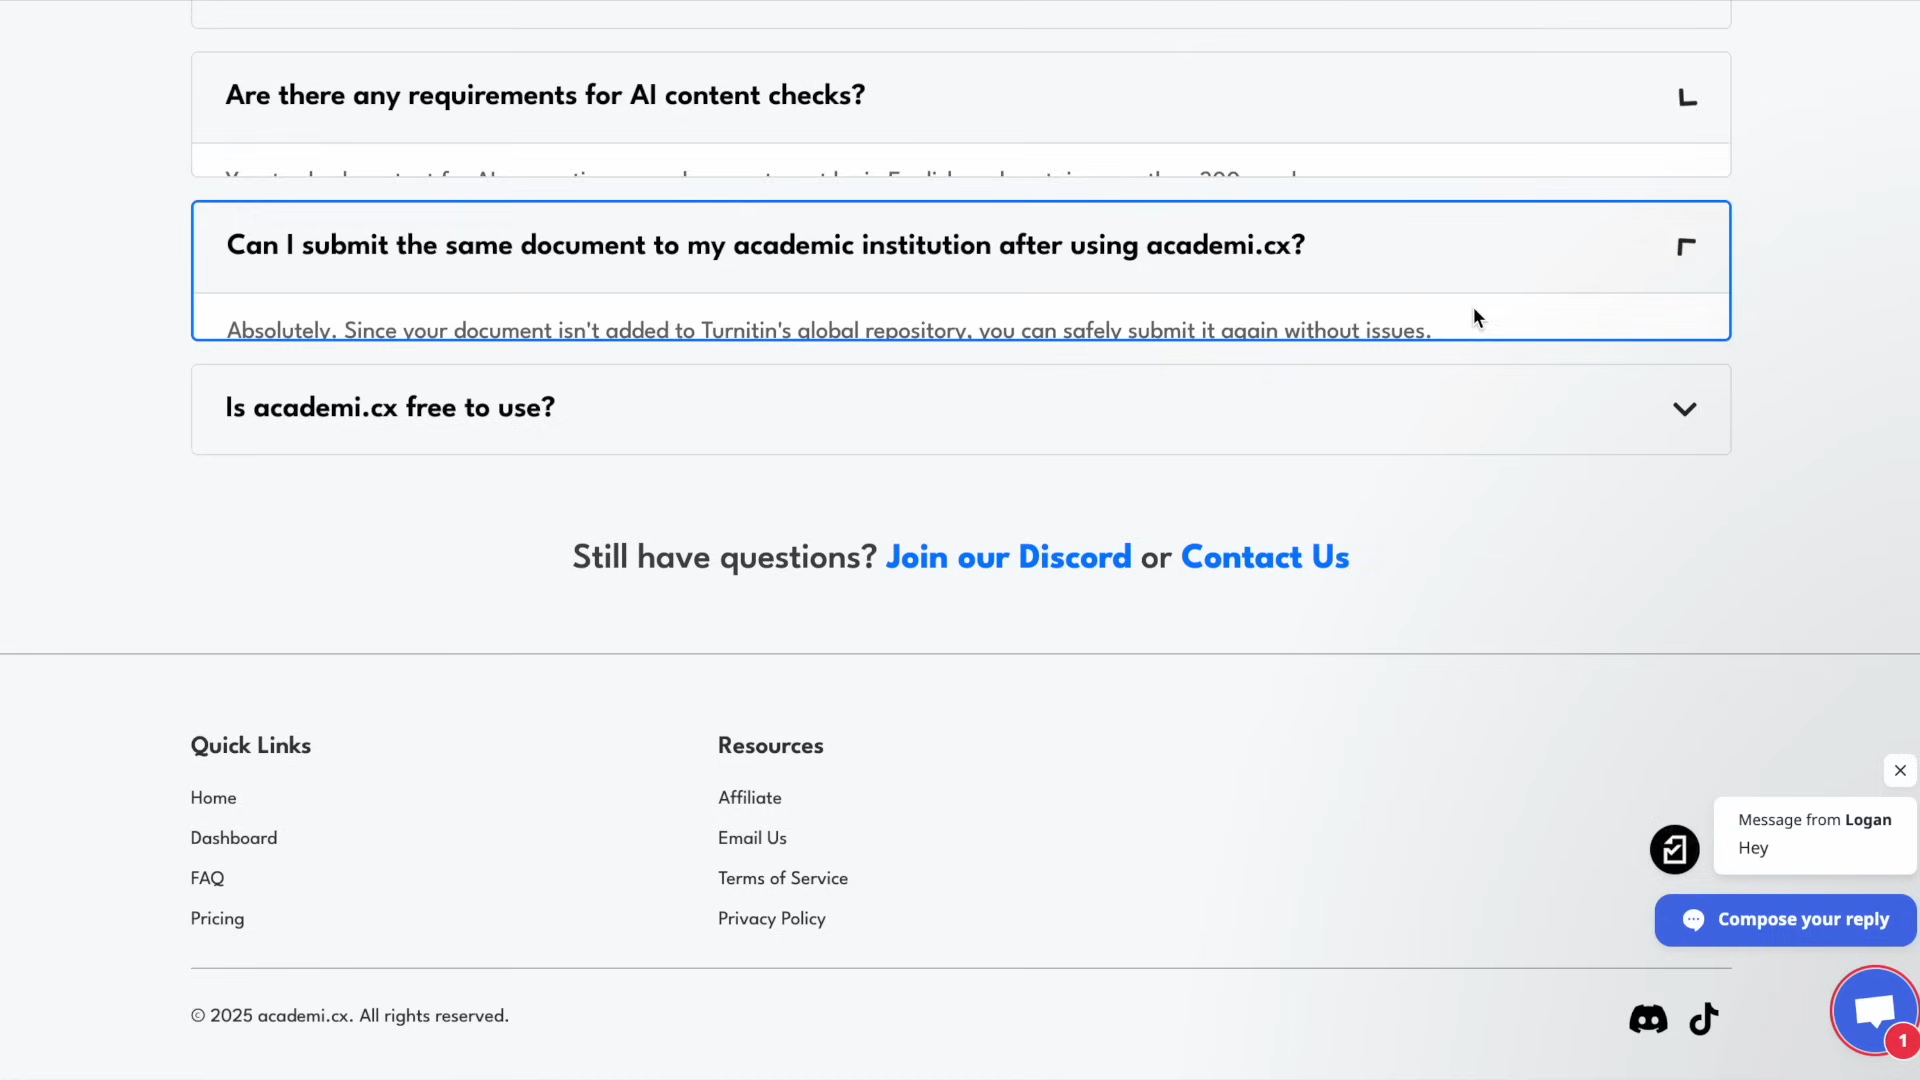 Are there any requirements for AI content checks?
Can I submit the same document to my academic institution after using academi.cx?
Absolutely. Since your document isn't added to Turnitin's global repository, you can safely submit it again without issues.
Is academi.cx free to use?
Still have questions? Join our Discord or Contact Us
Quick Links
Resources
Home
Affiliate
Dashboard
Email Us
FAQ
Terms of Service
Pricing
Privacy Policy
Message from Logan
Hey
Compose your reply
© 2025 academi.cx. All rights reserved.
1